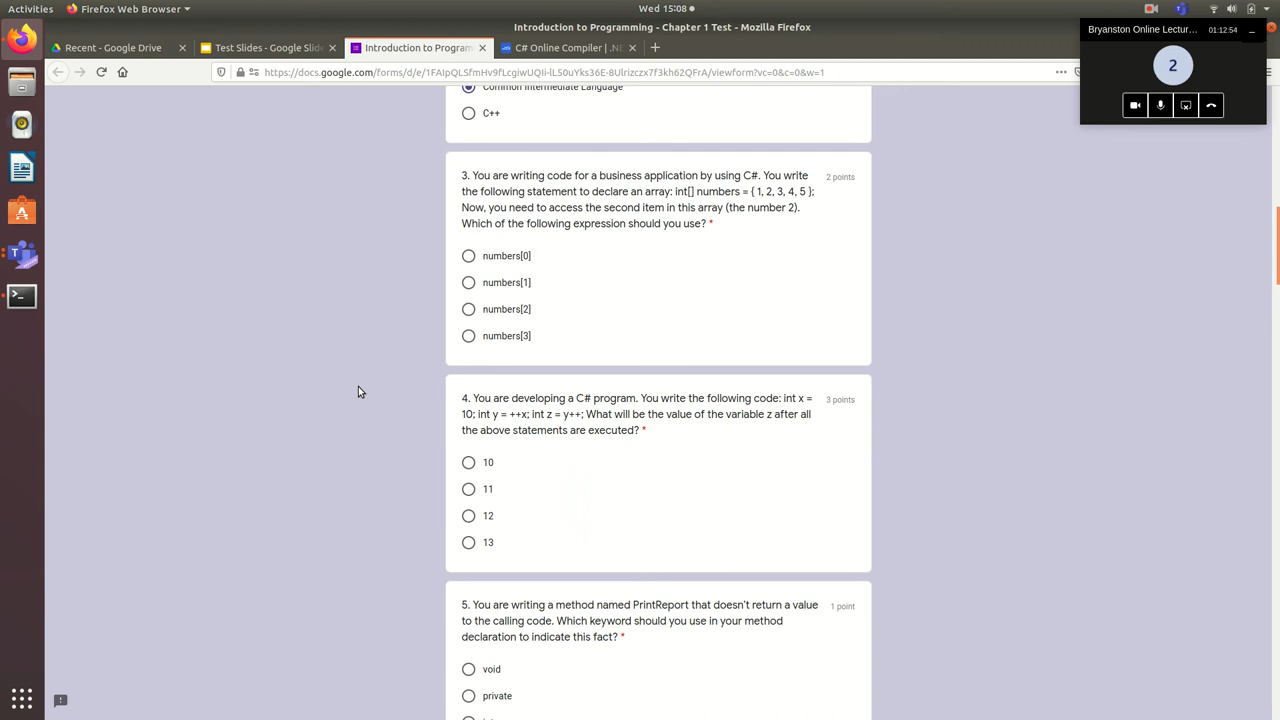 Activities
Firefox Web Browser
Wed 15:08
Introduction to Programming - Chapter 1 Test - Mozilla Firefox
Recent - Google Drive
Test Slides - Google Slide
Introduction to Program
C# Online Compiler | .NE
https://docs.google.com/forms/d/e/1FAIpQLSfmHv9fLcgiwUQIi-lL50uYks36E-8Ulrizczx7f3kh62QFrA/viewform?vc=0&c=0&w=1
Bryanston Online Lectur...
01:12:54
2
Common Intermediate Language
C++
3. You are writing code for a business application by using C#. You write
the following statement to declare an array: int[] numbers = { 1, 2, 3, 4, 5 };
Now, you need to access the second item in this array (the number 2).
Which of the following expression should you use? *
2 points
numbers[0]
numbers[1]
numbers[2]
numbers[3]
4. You are developing a C# program. You write the following code: int x =
10; int y = ++x; int z = y++; What will be the value of the variable z after all
the above statements are executed? *
3 points
10
11
12
13
5. You are writing a method named PrintReport that doesn't return a value
to the calling code. Which keyword should you use in your method
declaration to indicate this fact? *
1 point
void
private